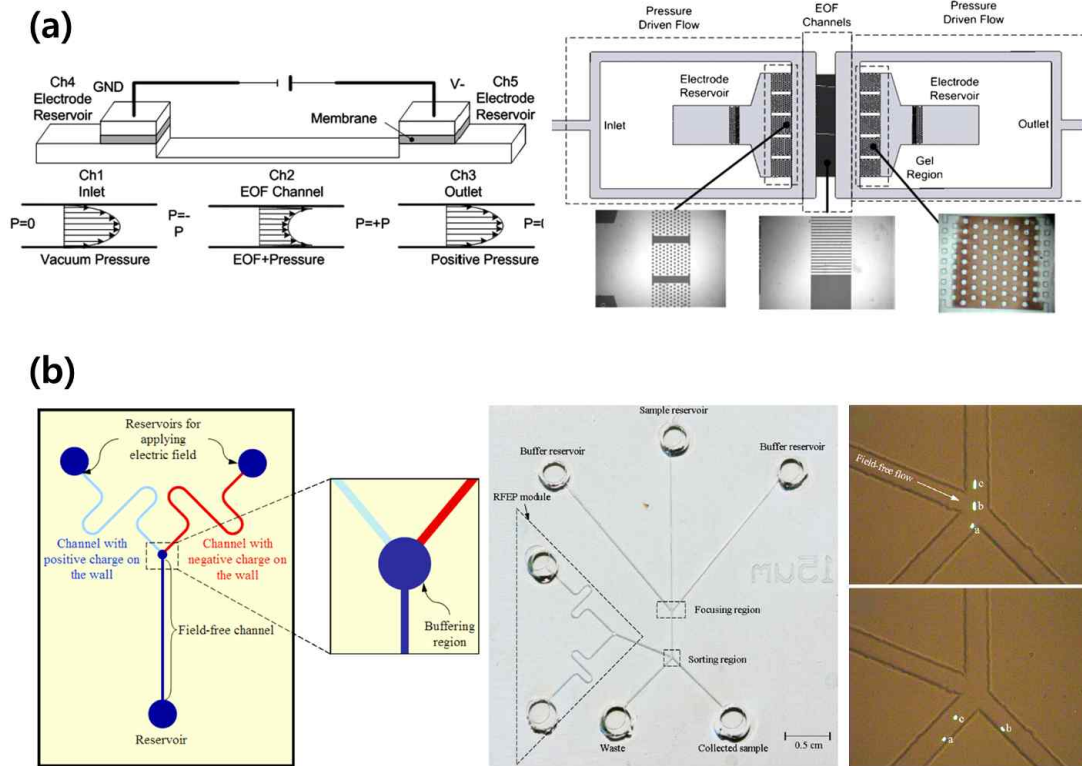 (a)
Ch4
Electrode
Reservoir
GND
V-
Ch5
Electrode
Reservoir
Membrane
Ch1
Inlet
Ch2
EOF Channel
Ch3
Outlet
P=0
P=-
P
P=+P
P=(
Vacuum Pressure
EOF+Pressure
Positive Pressure
Pressure
Driven Flow
EOF
Channels
Pressure
Driven Flow
Electrode
Reservoir
Electrode
Reservoir
Inlet
Outlet
Gel
Region
(b)
Reservoirs for
applying
electric field
Channel with
positive charge on
the wall
Channel with
negative charge on
the wall
Field-free channel
Reservoir
Buffering
region
Sample reservoir
Buffer reservoir
Buffer reservoir
RFEP module
15µm
Focusing region
Sorting region
Waste
Collected sample
0.5 cm
Field-free flow
c
b
a
c
a
b